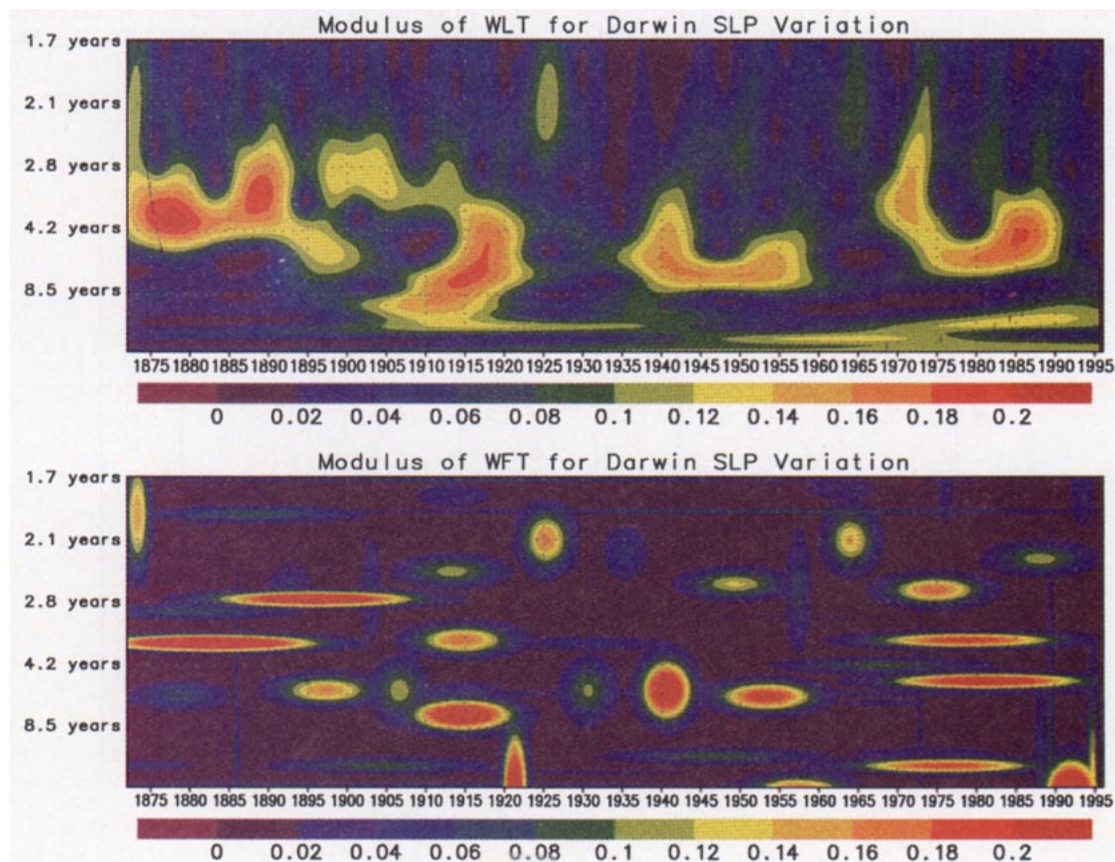 Modulus of WLT for Darwin SLP Variation
1.7 years
2.1 years
2.8 years
4.2 years
8.5 years
1875 1880 1885 1890 1895 1900 1905 1910 1915 1920 1925 1930 1935 1940 1945 1950 1955 1960 1965 1970 1975 1980 1985 1990 1995
0 0.02 0.04 0.06 0.08 0.1 0.12 0.14 0.16 0.18 0.2
Modulus of WFT for Darwin SLP Variation
1.7 years
2.1 years
2.8 years
4.2 years
8.5 years
1875 1880 1885 1890 1895 1900 1905 1910 1915 1920 1925 1930 1935 1940 1945 1950 1955 1960 1965 1970 1975 1980 1985 1990 1995
0 0.02 0.04 0.06 0.08 0.1 0.12 0.14 0.16 0.18 0.2